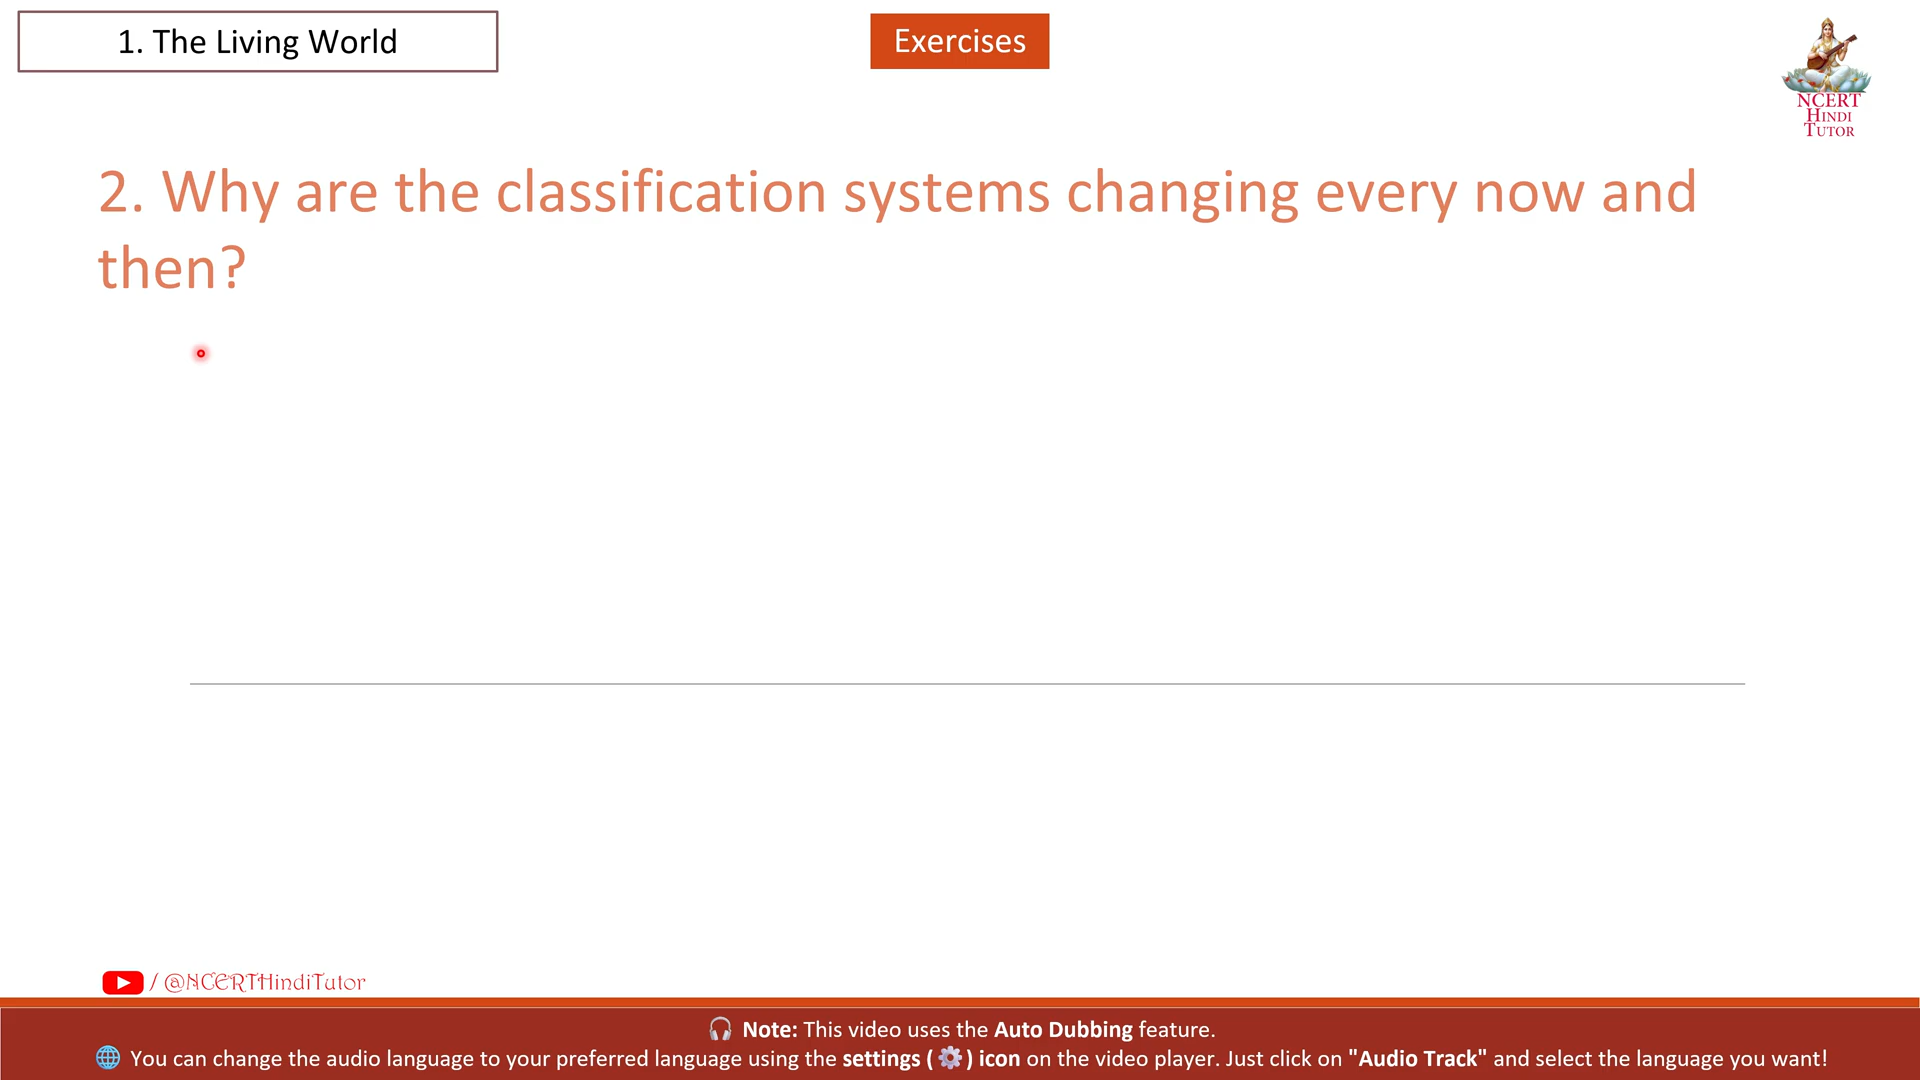 1. The Living World
Exercises
NCERT
HINDI
TUTOR
2. Why are the classification systems changing every now and
then?
/ @NCERTHindiTutor
Note: This video uses the Auto Dubbing feature.
You can change the audio language to your preferred language using the settings ( ) icon on the video player. Just click on "Audio Track" and select the language you want!